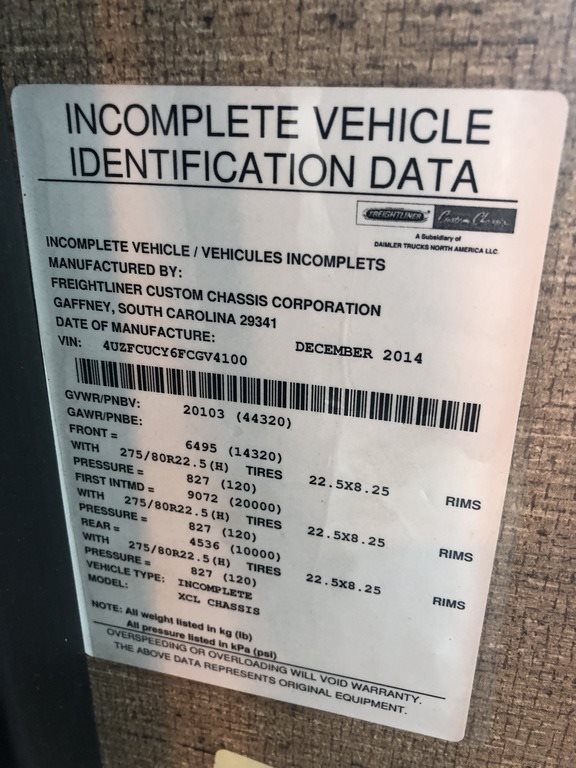 INCOMPLETE VEHICLE
IDENTIFICATION DATA
FREIGHTLINER Custom Chassis
A Subsidiary of
DAIMLER TRUCKS NORTH AMERICA LLC.
INCOMPLETE VEHICLE / VEHICULES INCOMPLETS
MANUFACTURED BY:
FREIGHTLINER CUSTOM CHASSIS CORPORATION
GAFFNEY, SOUTH CAROLINA 29341
DATE OF MANUFACTURE: DECEMBER 2014
VIN: 4UZFCUCY6FCGV4100
GVWR/PNBV: 20103 (44320)
GAWR/PNBE:
FRONT = 6495 (14320)
WITH 275/80R22.5(H) TIRES 22.5X8.25 RIMS
PRESSURE = 827 (120)
FIRST INTMD = 9072 (20000)
WITH 275/80R22.5(H) TIRES 22.5X8.25 RIMS
PRESSURE = 827 (120)
REAR = 4536 (10000)
WITH 275/80R22.5(H) TIRES 22.5X8.25 RIMS
PRESSURE = 827 (120)
VEHICLE TYPE: INCOMPLETE
MODEL: XCL CHASSIS
NOTE: All weight listed in kg (lb)
All pressure listed in kPa (psi)
OVERSPEEDING OR OVERLOADING WILL VOID WARRANTY.
THE ABOVE DATA REPRESENTS ORIGINAL EQUIPMENT.